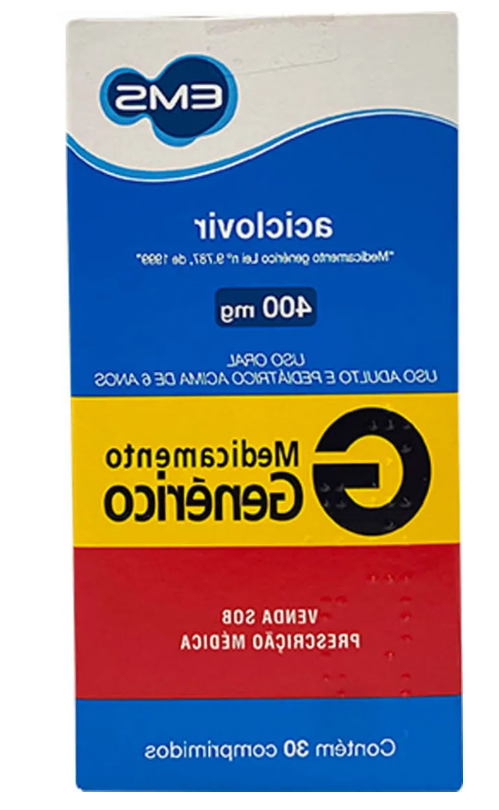 EMS
aciclovir
"Medicamento genérico Lei nº 9.787, de 1999"
400 mg
USO ORAL
USO ADULTO E PEDIÁTRICO ACIMA DE 6 ANOS
G Medicamento
Genérico
VENDA SOB
PRESCRIÇÃO MÉDICA
Contém 30 comprimidos